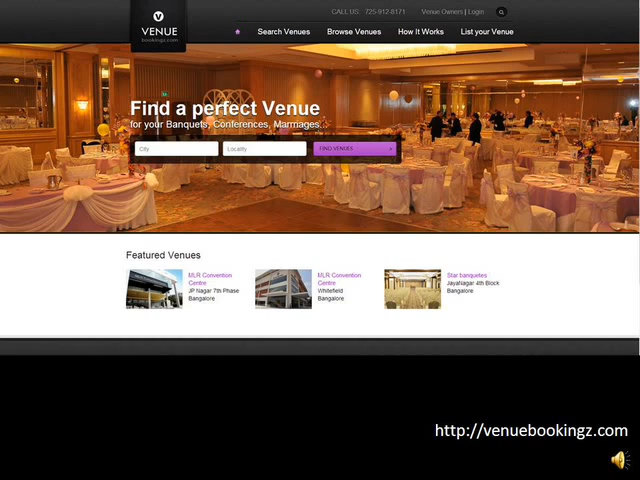 CALL US: 725-912-8171 Venue Owners | Login
V
VENUE
bookingz.com
Search Venues Browse Venues How It Works List your Venue
Find a perfect Venue
for your Banquets, Conferences, Marriages...
City Locality FIND VENUES >
Featured Venues
MLR Convention
Centre
JP Nagar 7th Phase
Bangalore
MLR Convention
Centre
Whitefield
Bangalore
Star banquetes
JayaNagar 4th Block
Bangalore
http://venuebookingz.com